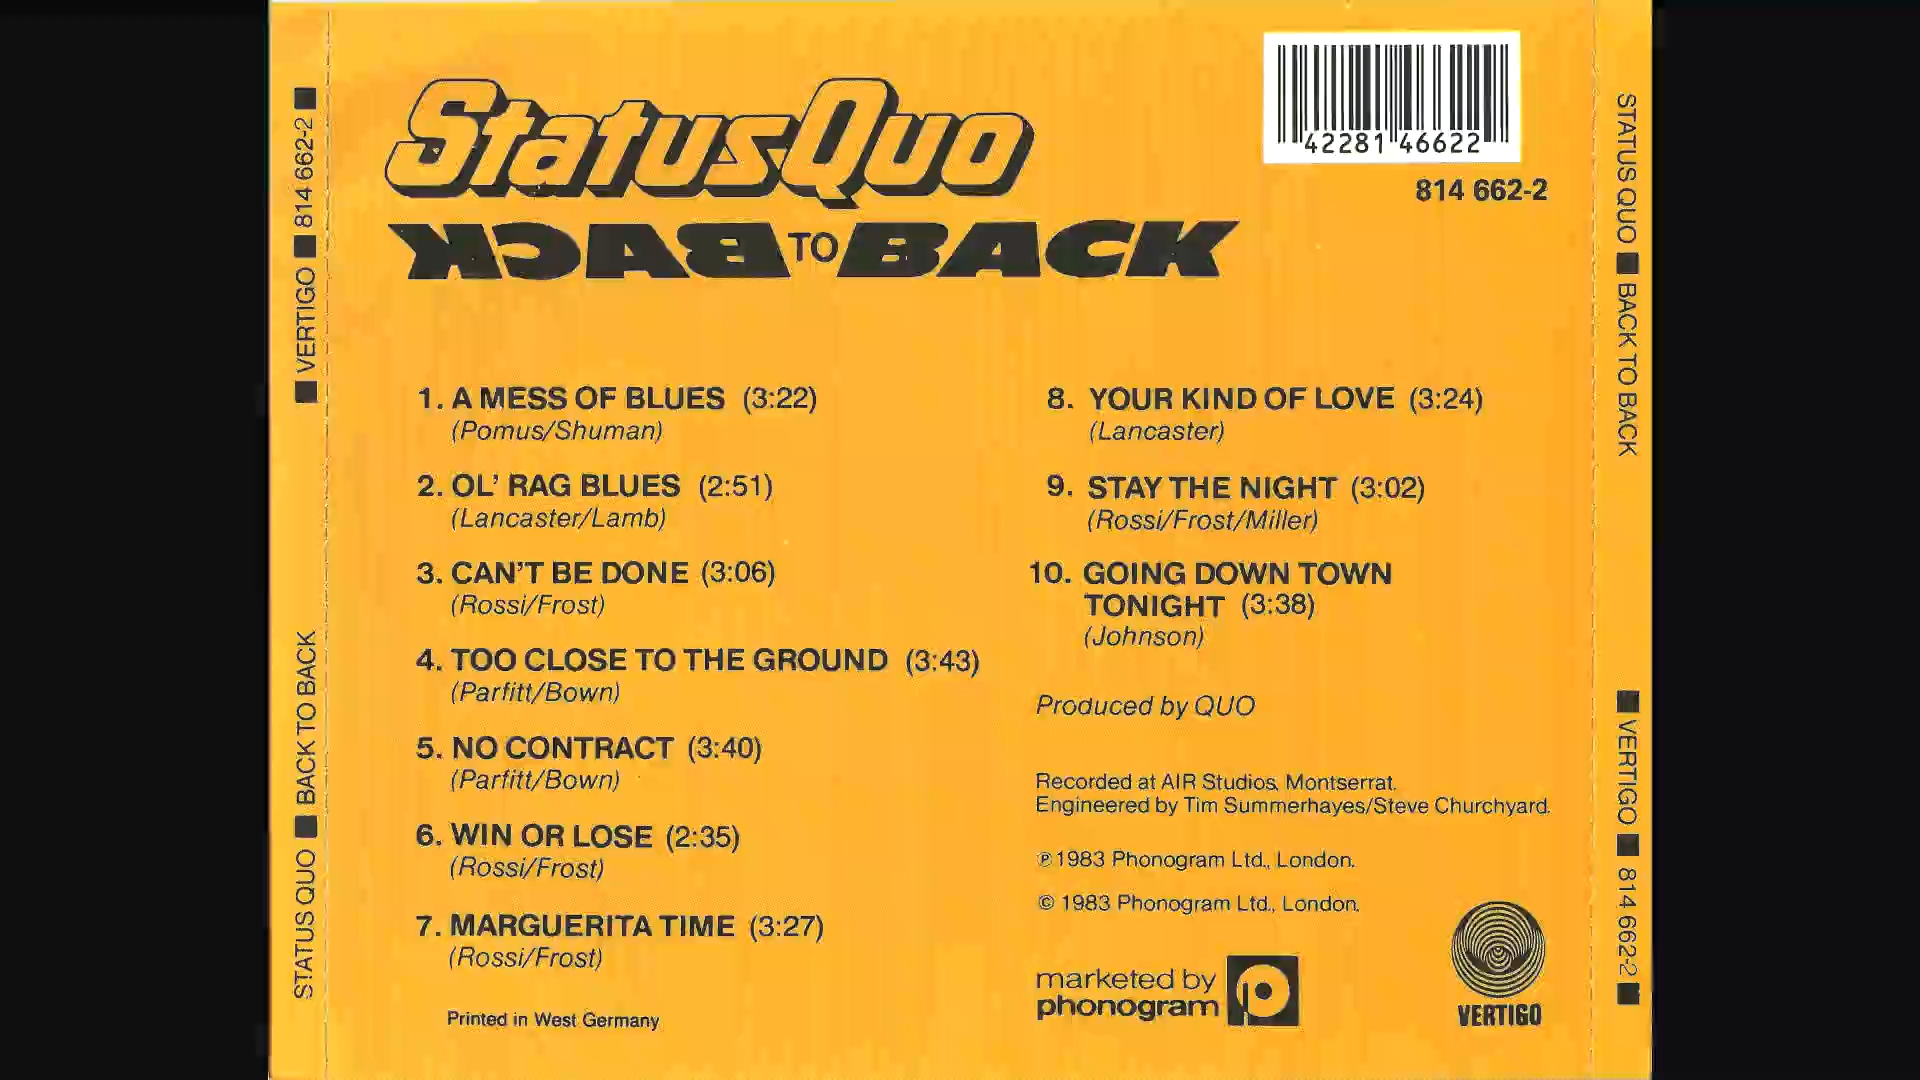 Status Quo
BACK TO BACK
42281 46622
814 662-2
1. A MESS OF BLUES (3:22)
(Pomus/Shuman)
2. OL' RAG BLUES (2:51)
(Lancaster/Lamb)
3. CAN'T BE DONE (3:06)
(Rossi/Frost)
4. TOO CLOSE TO THE GROUND (3:43)
(Parfitt/Bown)
5. NO CONTRACT (3:40)
(Parfitt/Bown)
6. WIN OR LOSE (2:35)
(Rossi/Frost)
7. MARGUERITA TIME (3:27)
(Rossi/Frost)
Printed in West Germany
8. YOUR KIND OF LOVE (3:24)
(Lancaster)
9. STAY THE NIGHT (3:02)
(Rossi/Frost/Miller)
10. GOING DOWN TOWN
TONIGHT (3:38)
(Johnson)
Produced by QUO
Recorded at AIR Studios, Montserrat.
Engineered by Tim Summerhayes/Steve Churchyard.
℗ 1983 Phonogram Ltd., London.
© 1983 Phonogram Ltd., London.
marketed by
phonogram
VERTIGO
STATUS QUO ■ BACK TO BACK ■ VERTIGO ■ 814 662-2 ■
STATUS QUO ■ BACK TO BACK ■ VERTIGO ■ 814 662-2 ■